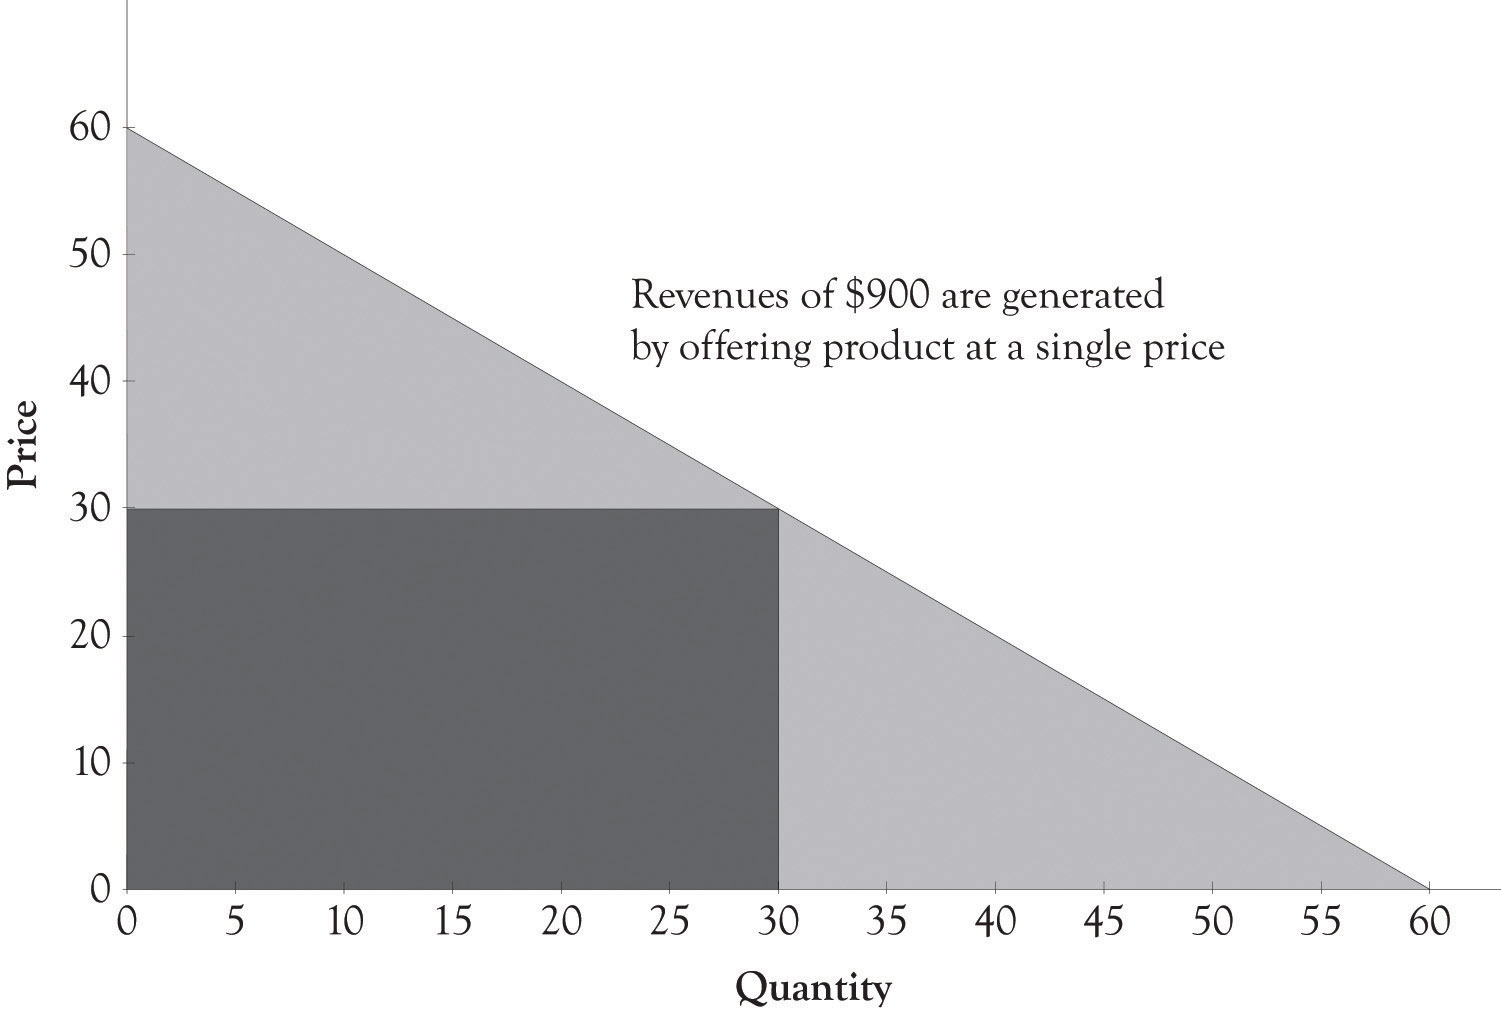 60
50
40
30
20
10
0
Price
Revenues of $900 are generated
by offering product at a single price
0 5 10 15 20 25 30 35 40 45 50 55 60
Quantity